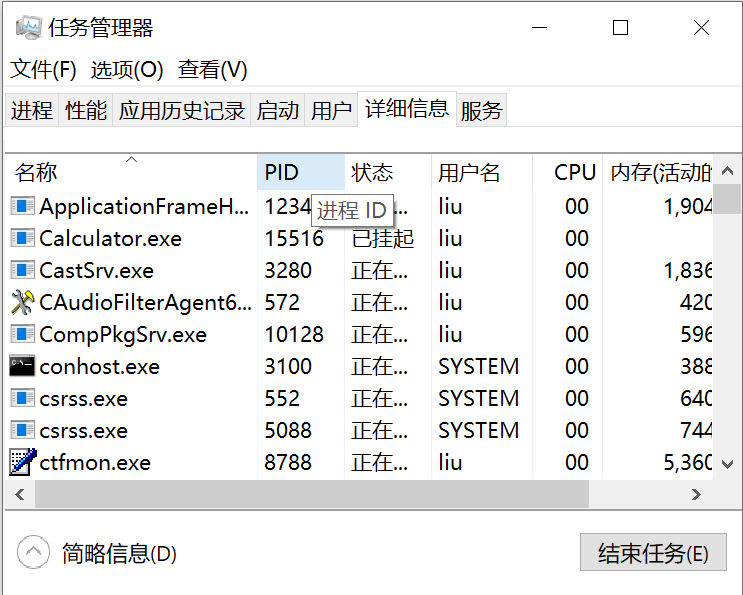 任务管理器
文件(F) 选项(O) 查看(V)
进程 性能 应用历史记录 启动 用户 详细信息 服务
名称 PID 状态 用户名 CPU 内存(活动的
ApplicationFrameH... 1234 进程 ID ... liu 00 1,904
Calculator.exe 15516 已挂起 liu 00
CastSrv.exe 3280 正在... liu 00 1,836
CAudioFilterAgent6... 572 正在... liu 00 420
CompPkgSrv.exe 10128 正在... liu 00 596
conhost.exe 3100 正在... SYSTEM 00 388
csrss.exe 552 正在... SYSTEM 00 640
csrss.exe 5088 正在... SYSTEM 00 744
ctfmon.exe 8788 正在... liu 00 5,360
简略信息(D) 结束任务(E)